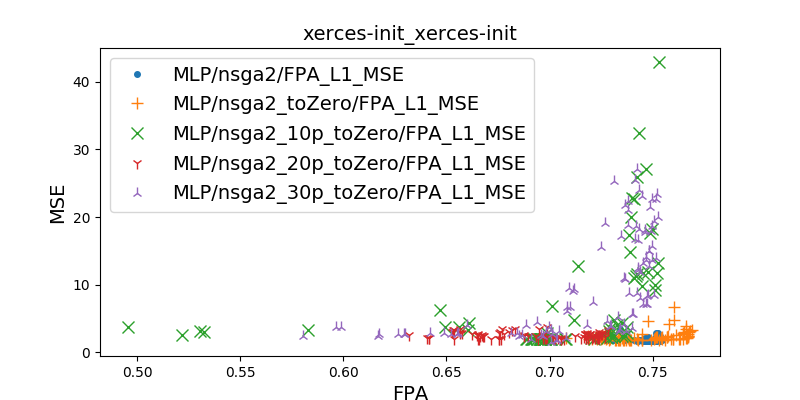 xerces-init_xerces-init
MLP/nsga2/FPA_L1_MSE
MLP/nsga2_toZero/FPA_L1_MSE
MLP/nsga2_10p_toZero/FPA_L1_MSE
MLP/nsga2_20p_toZero/FPA_L1_MSE
MLP/nsga2_30p_toZero/FPA_L1_MSE
MSE
40
30
20
10
0
0.50 0.55 0.60 0.65 0.70 0.75
FPA